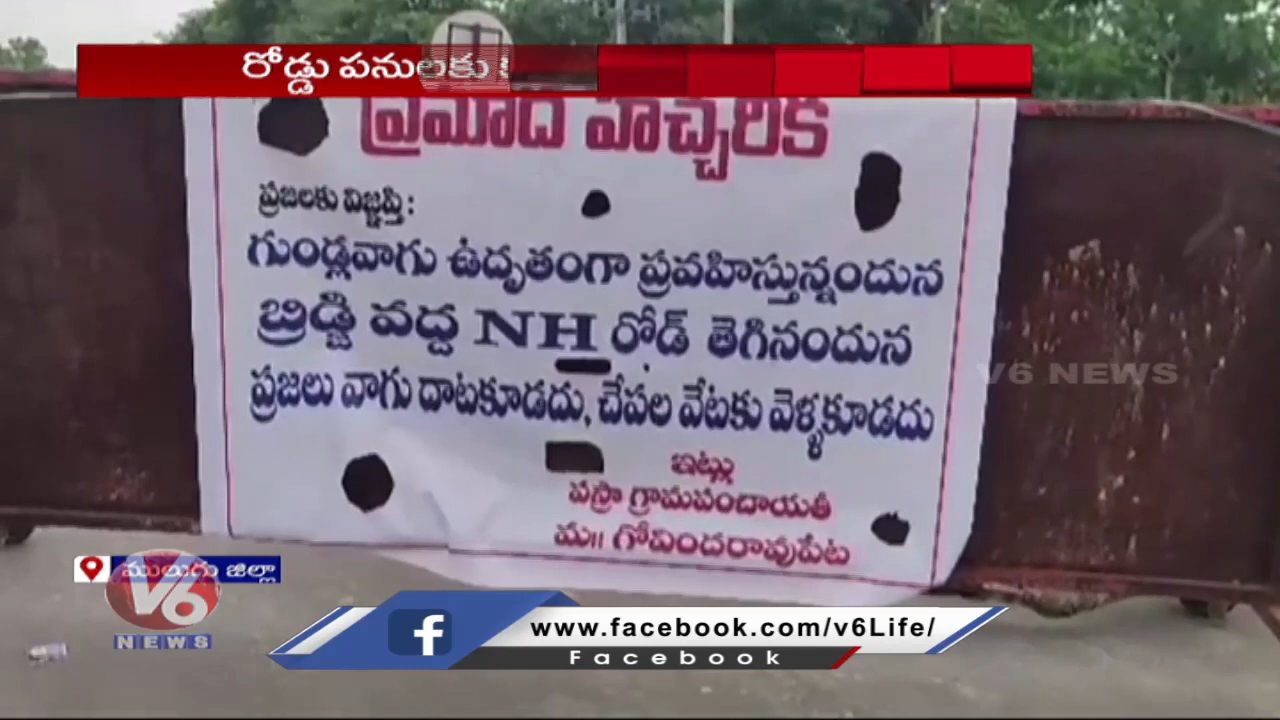 రోడ్డు పనులకు
ప్రమాద హెచ్చరిక
ప్రజలకు విజ్ఞప్తి:
గుండ్లవాగు ఉదృతంగా ప్రవహిస్తున్నందున
బ్రిడ్జి వద్ద NH రోడ్ తెగినందున
ప్రజలు వాగు దాటకూడదు, చేపల వేటకు వెళ్ళకూడదు
ఇట్లు
పస్రా గ్రామపంచాయతీ
మ॥ గోవిందరావుపేట
V6 NEWS
ములుగు జిల్లా
V6
NEWS
www.facebook.com/v6Life/
Facebook